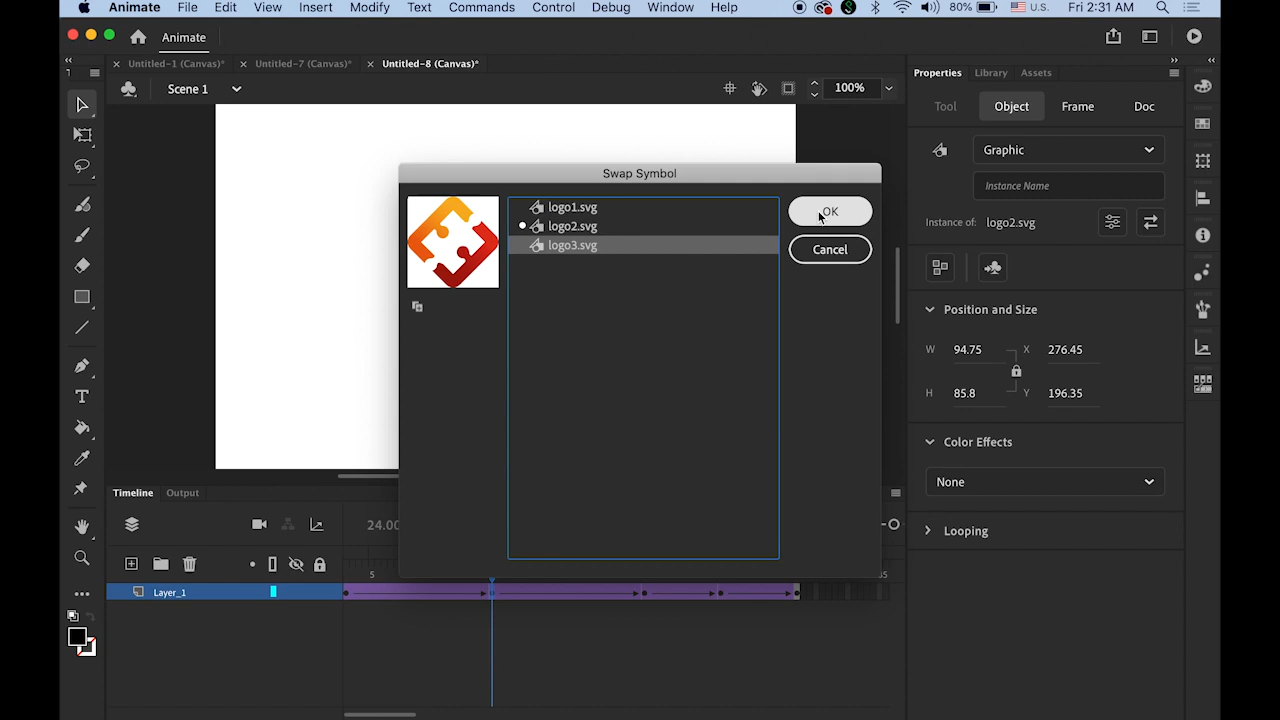 Animate File Edit View Insert Modify Text Commands Control Debug Window Help 80% U.S. Fri 2:31 AM
Animate
Untitled-1 (Canvas)* Untitled-7 (Canvas)* Untitled-8 (Canvas)*
Scene 1 100%
Properties Library Assets
Tool Object Frame Doc
Graphic
Instance Name
Instance of: logo2.svg
Swap Symbol
logo1.svg
logo2.svg
logo3.svg
OK
Cancel
Position and Size
W 94.75 X 276.45
H 85.8 Y 196.35
Color Effects
None
Looping
Timeline Output
24.00
5
Layer_1